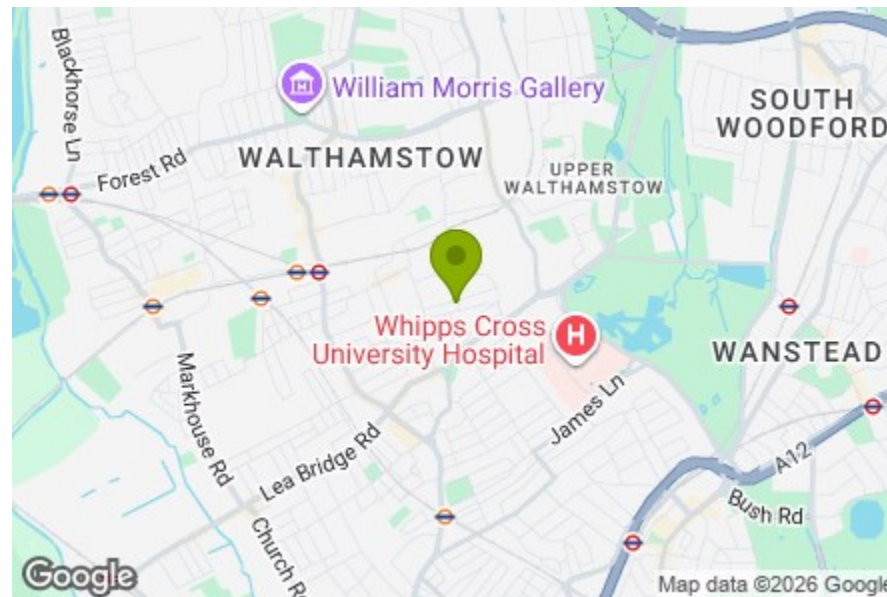 Blackhorse Ln
William Morris Gallery
SOUTH
WOODFORD
WALTHAMSTOW
Forest Rd
UPPER
WALTHAMSTOW
Whipps Cross
University Hospital
H
WANSTEAD
Markhouse Rd
James Ln
Lea Bridge Rd
A12
Bush Rd
Church Rd
Google
Map data ©2026 Google